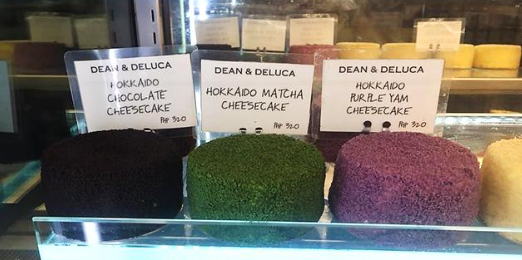 DEAN & DELUCA
HOKKAIDO
CHOCOLATE
CHEESECAKE
PHP 320
DEAN & DELUCA
HOKKAIDO MATCHA
CHEESECAKE
PHP 320
DEAN & DELUCA
HOKKAIDO
PURPLE YAM
CHEESECAKE
PHP 320